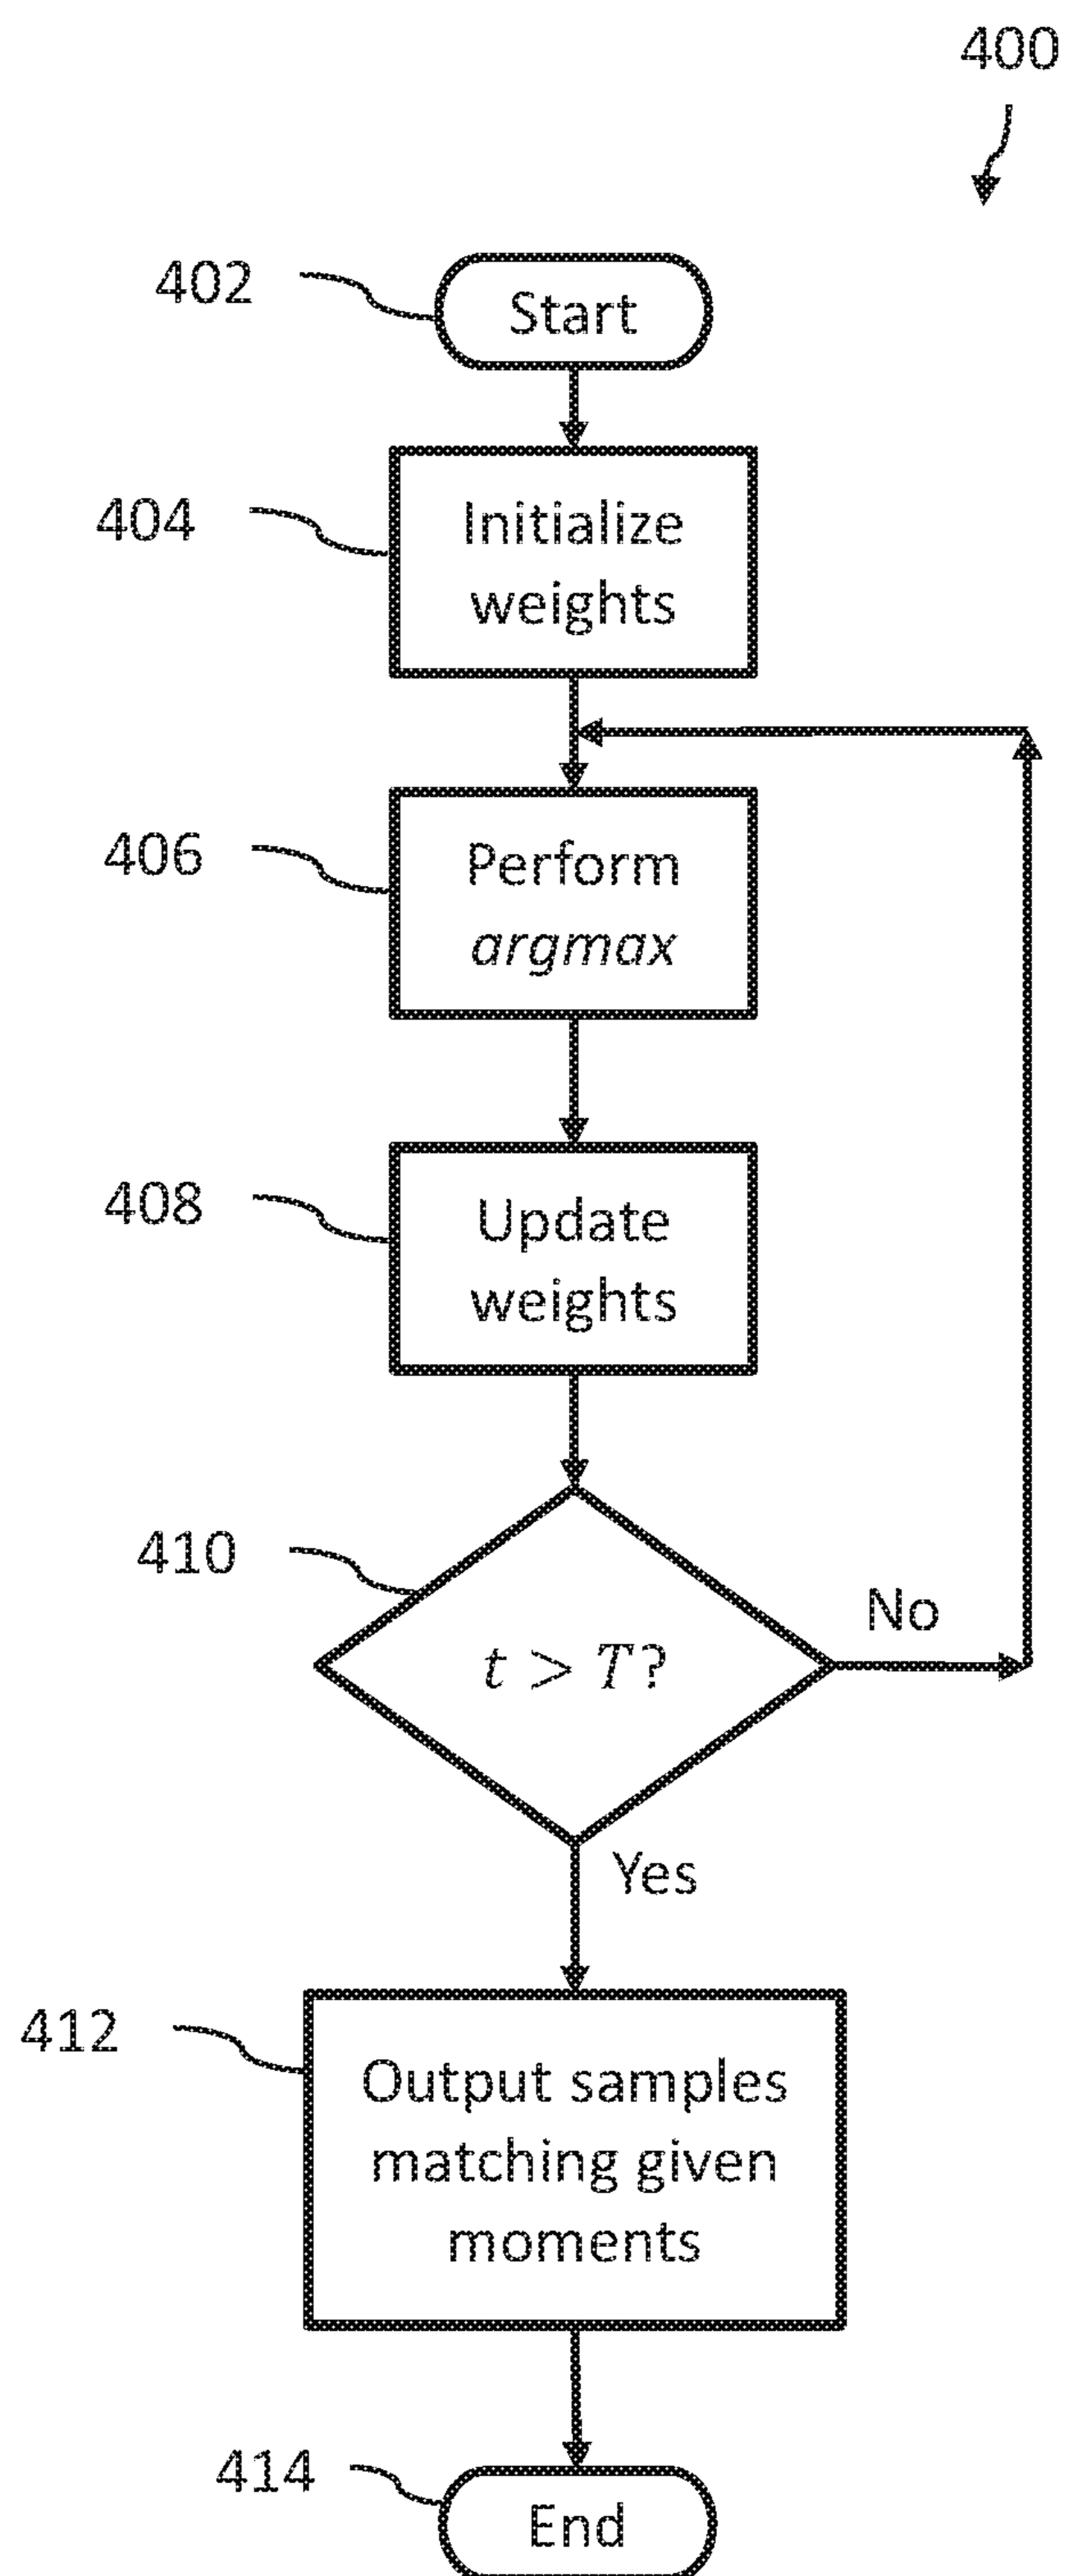 400
402
Start
404
Initialize
weights
406
Perform
argmax
408
Update
weights
410
t > T?
No
Yes
412
Output samples
matching given
moments
414
End